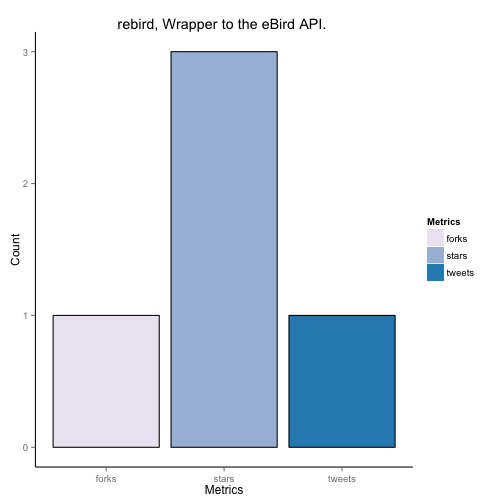 rebird, Wrapper to the eBird API.
3
2
1
0
Count
forks
stars
tweets
Metrics
Metrics
forks
stars
tweets